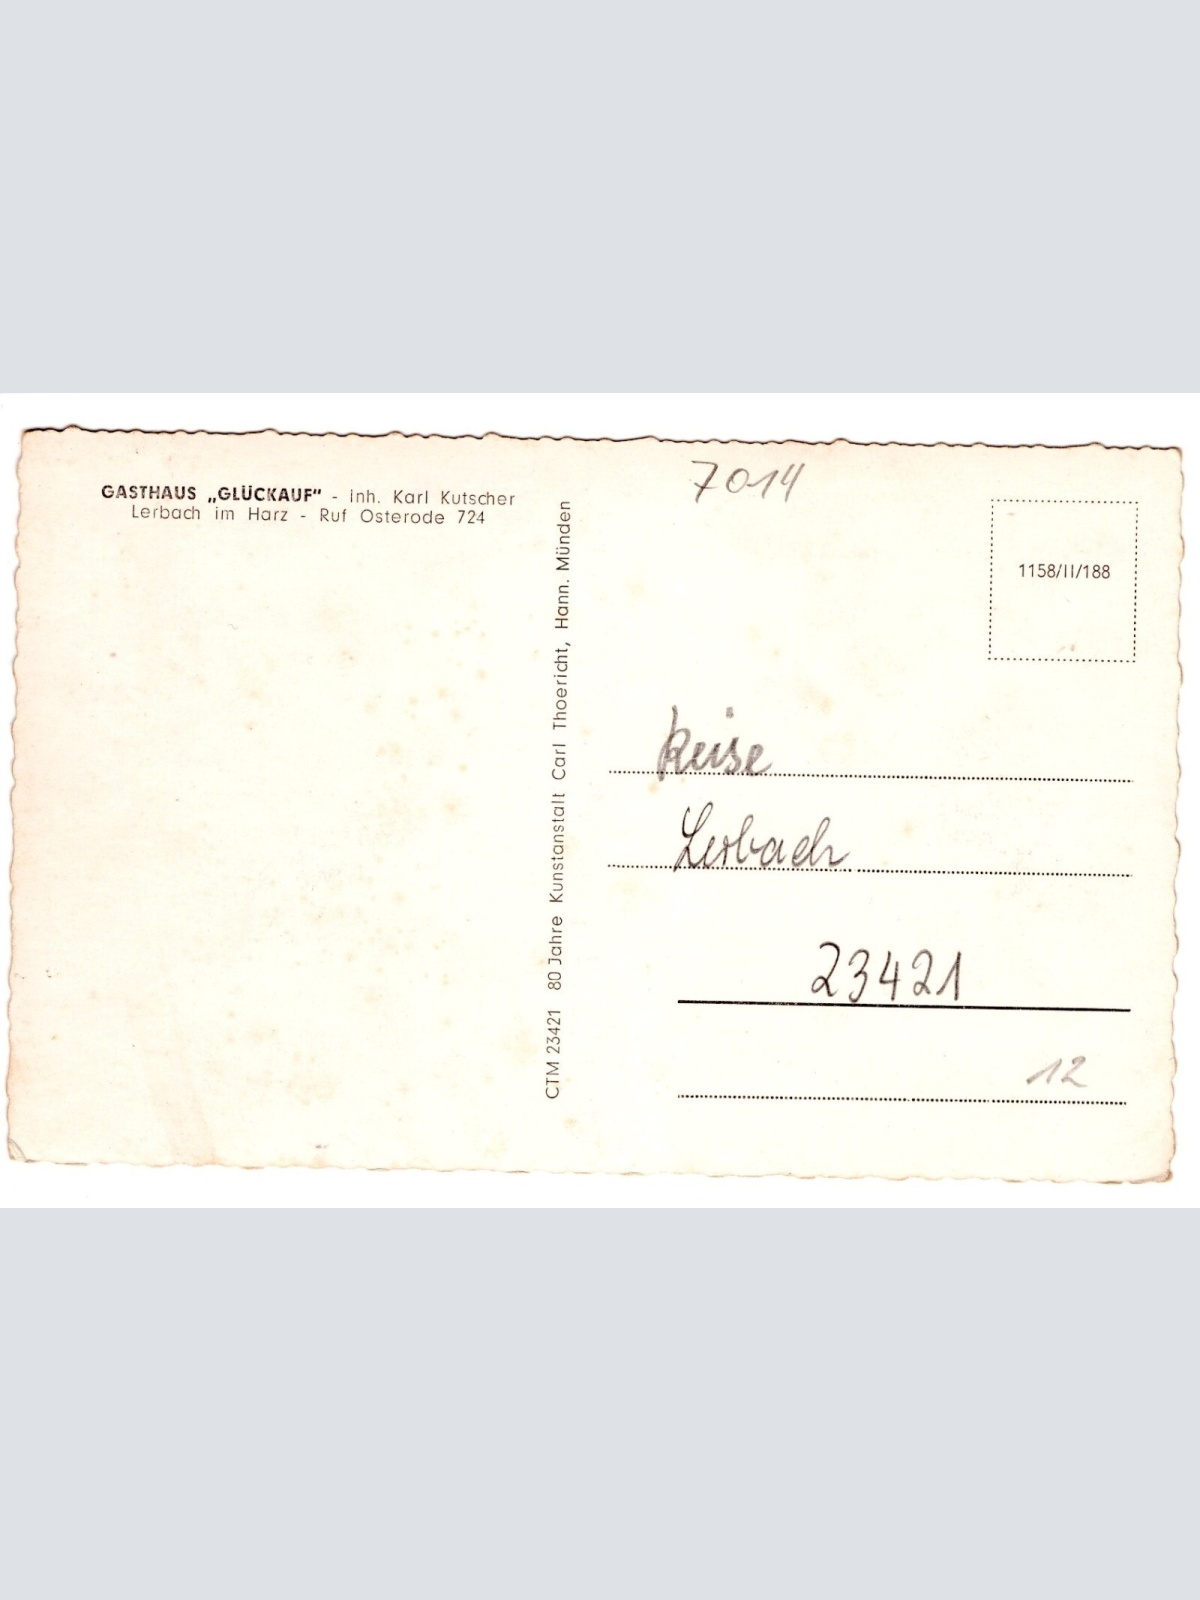 GASTHAUS „GLÜCKAUF" - Inh. Karl Kutscher
Lerbach im Harz - Ruf Osterode 724
CTM 23421 80 Jahre Kunstanstalt Carl Thoericht, Hann. Münden
7014
1158/II/188
Reise
Lerbach
23421
12